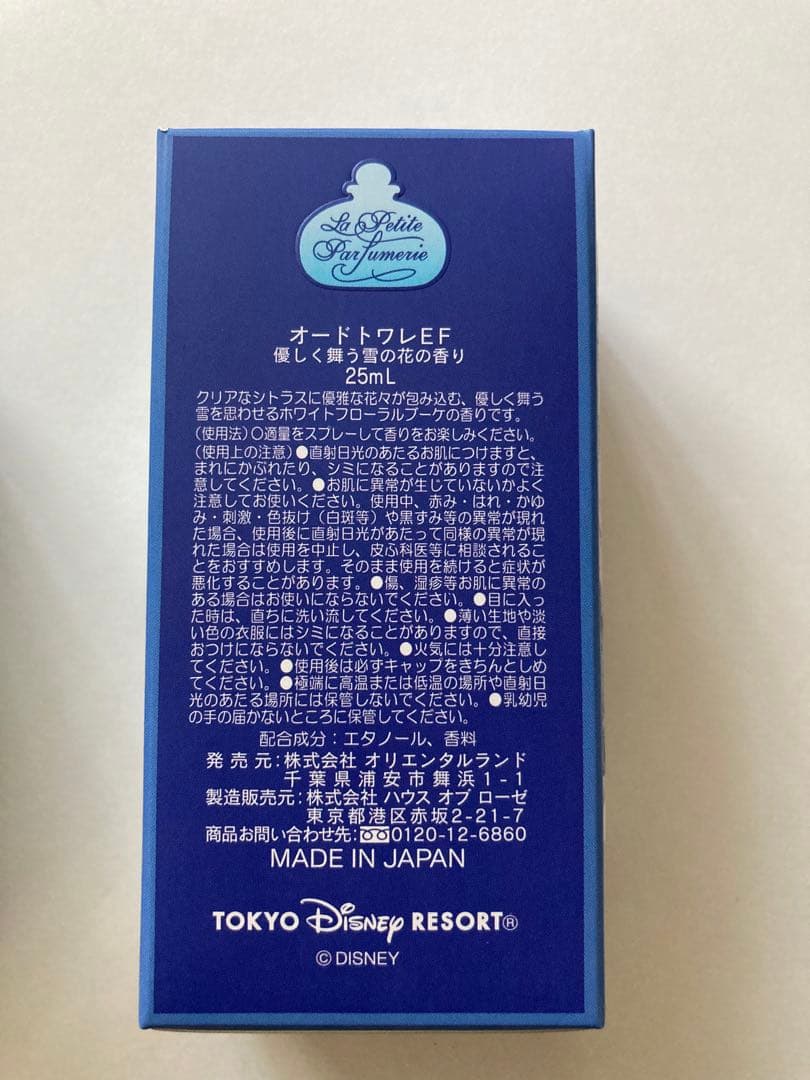 La Petite
Parfumerie
オードトワレEF
優しく舞う雪の花の香り
25mL
クリアなシトラスに優雅な花々が包み込む、優しく舞う
雪を思わせるホワイトフローラルブーケの香りです。
(使用法)○適量をスプレーして香りをお楽しみください。
(使用上の注意)●直射日光のあたるお肌につけますと、
まれにかぶれたり、シミになることがありますので注
意してください。●お肌に異常が生じていないかよく
注意してお使いください。使用中、赤み・はれ・かゆ
み・刺激・色抜け(白斑等)や黒ずみ等の異常が現れ
た場合、使用後に直射日光があたって同様の異常が現
れた場合は使用を中止し、皮ふ科医等に相談されるこ
とをおすすめします。そのまま使用を続けると症状が
悪化することがあります。●傷、湿疹等お肌に異常の
ある場合はお使いにならないでください。●目に入っ
た時は、直ちに洗い流してください。●薄い生地や淡
い色の衣服にはシミになることがありますので、直接
おつけにならないでください。●火気には十分注意し
てください。●使用後は必ずキャップをきちんとしめ
てください。●極端に高温または低温の場所や直射日
光のあたる場所には保管しないでください。●乳幼児
の手の届かないところに保管してください。
配合成分：エタノール、香料
発売元：株式会社 オリエンタルランド
千葉県浦安市舞浜1-1
製造販売元：株式会社 ハウス オブ ローゼ
東京都港区赤坂2-21-7
商品お問い合わせ先：0120-12-6860
MADE IN JAPAN
TOKYO Disney RESORT®
© DISNEY